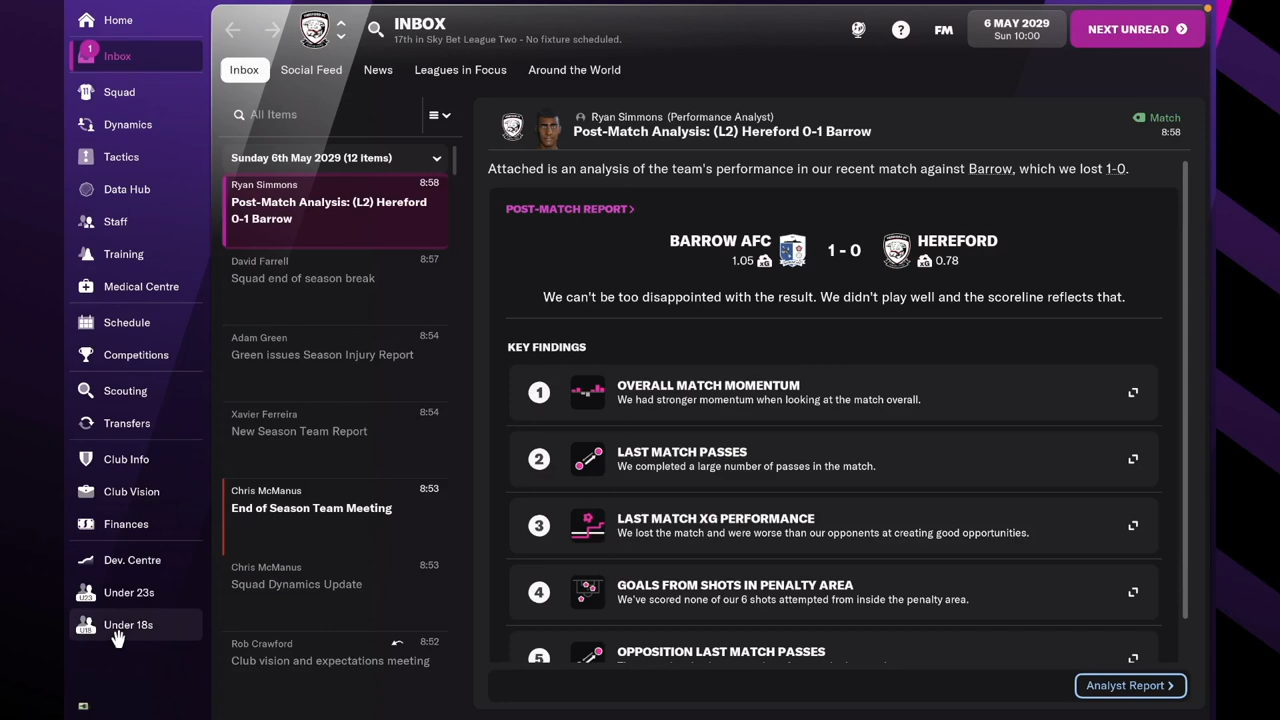 Home
1
Inbox
Squad
Dynamics
Tactics
Data Hub
Staff
Training
Medical Centre
Schedule
Competitions
Scouting
Transfers
Club Info
Club Vision
Finances
Dev. Centre
U23 Under 23s
U18 Under 18s
INBOX
17th in Sky Bet League Two - No fixture scheduled.
? FM
6 MAY 2029
Sun 10:00
NEXT UNREAD
Inbox Social Feed News Leagues in Focus Around the World
All Items
Sunday 6th May 2029 (12 items)
Ryan Simmons 8:58
Post-Match Analysis: (L2) Hereford
0-1 Barrow
David Farrell 8:57
Squad end of season break
Adam Green 8:54
Green issues Season Injury Report
Xavier Ferreira 8:54
New Season Team Report
Chris McManus 8:53
End of Season Team Meeting
Chris McManus 8:53
Squad Dynamics Update
Rob Crawford 8:52
Club vision and expectations meeting
Ryan Simmons (Performance Analyst) Match
Post-Match Analysis: (L2) Hereford 0-1 Barrow 8:58
Attached is an analysis of the team's performance in our recent match against Barrow, which we lost 1-0.
POST-MATCH REPORT >
BARROW AFC 1 - 0 HEREFORD
1.05 xG xG 0.78
We can't be too disappointed with the result. We didn't play well and the scoreline reflects that.
KEY FINDINGS
1 OVERALL MATCH MOMENTUM
We had stronger momentum when looking at the match overall.
2 LAST MATCH PASSES
We completed a large number of passes in the match.
3 LAST MATCH XG PERFORMANCE
We lost the match and were worse than our opponents at creating good opportunities.
4 GOALS FROM SHOTS IN PENALTY AREA
We've scored none of our 6 shots attempted from inside the penalty area.
5 OPPOSITION LAST MATCH PASSES
Analyst Report >